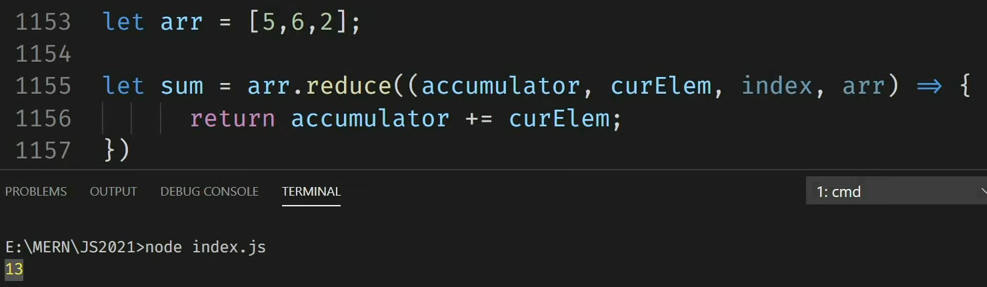 1153 let arr = [5,6,2];
1154
1155 let sum = arr.reduce((accumulator, curElem, index, arr) => {
1156 return accumulator += curElem;
1157 })
PROBLEMS OUTPUT DEBUG CONSOLE TERMINAL 1: cmd
E:\MERN\JS2021>node index.js
13